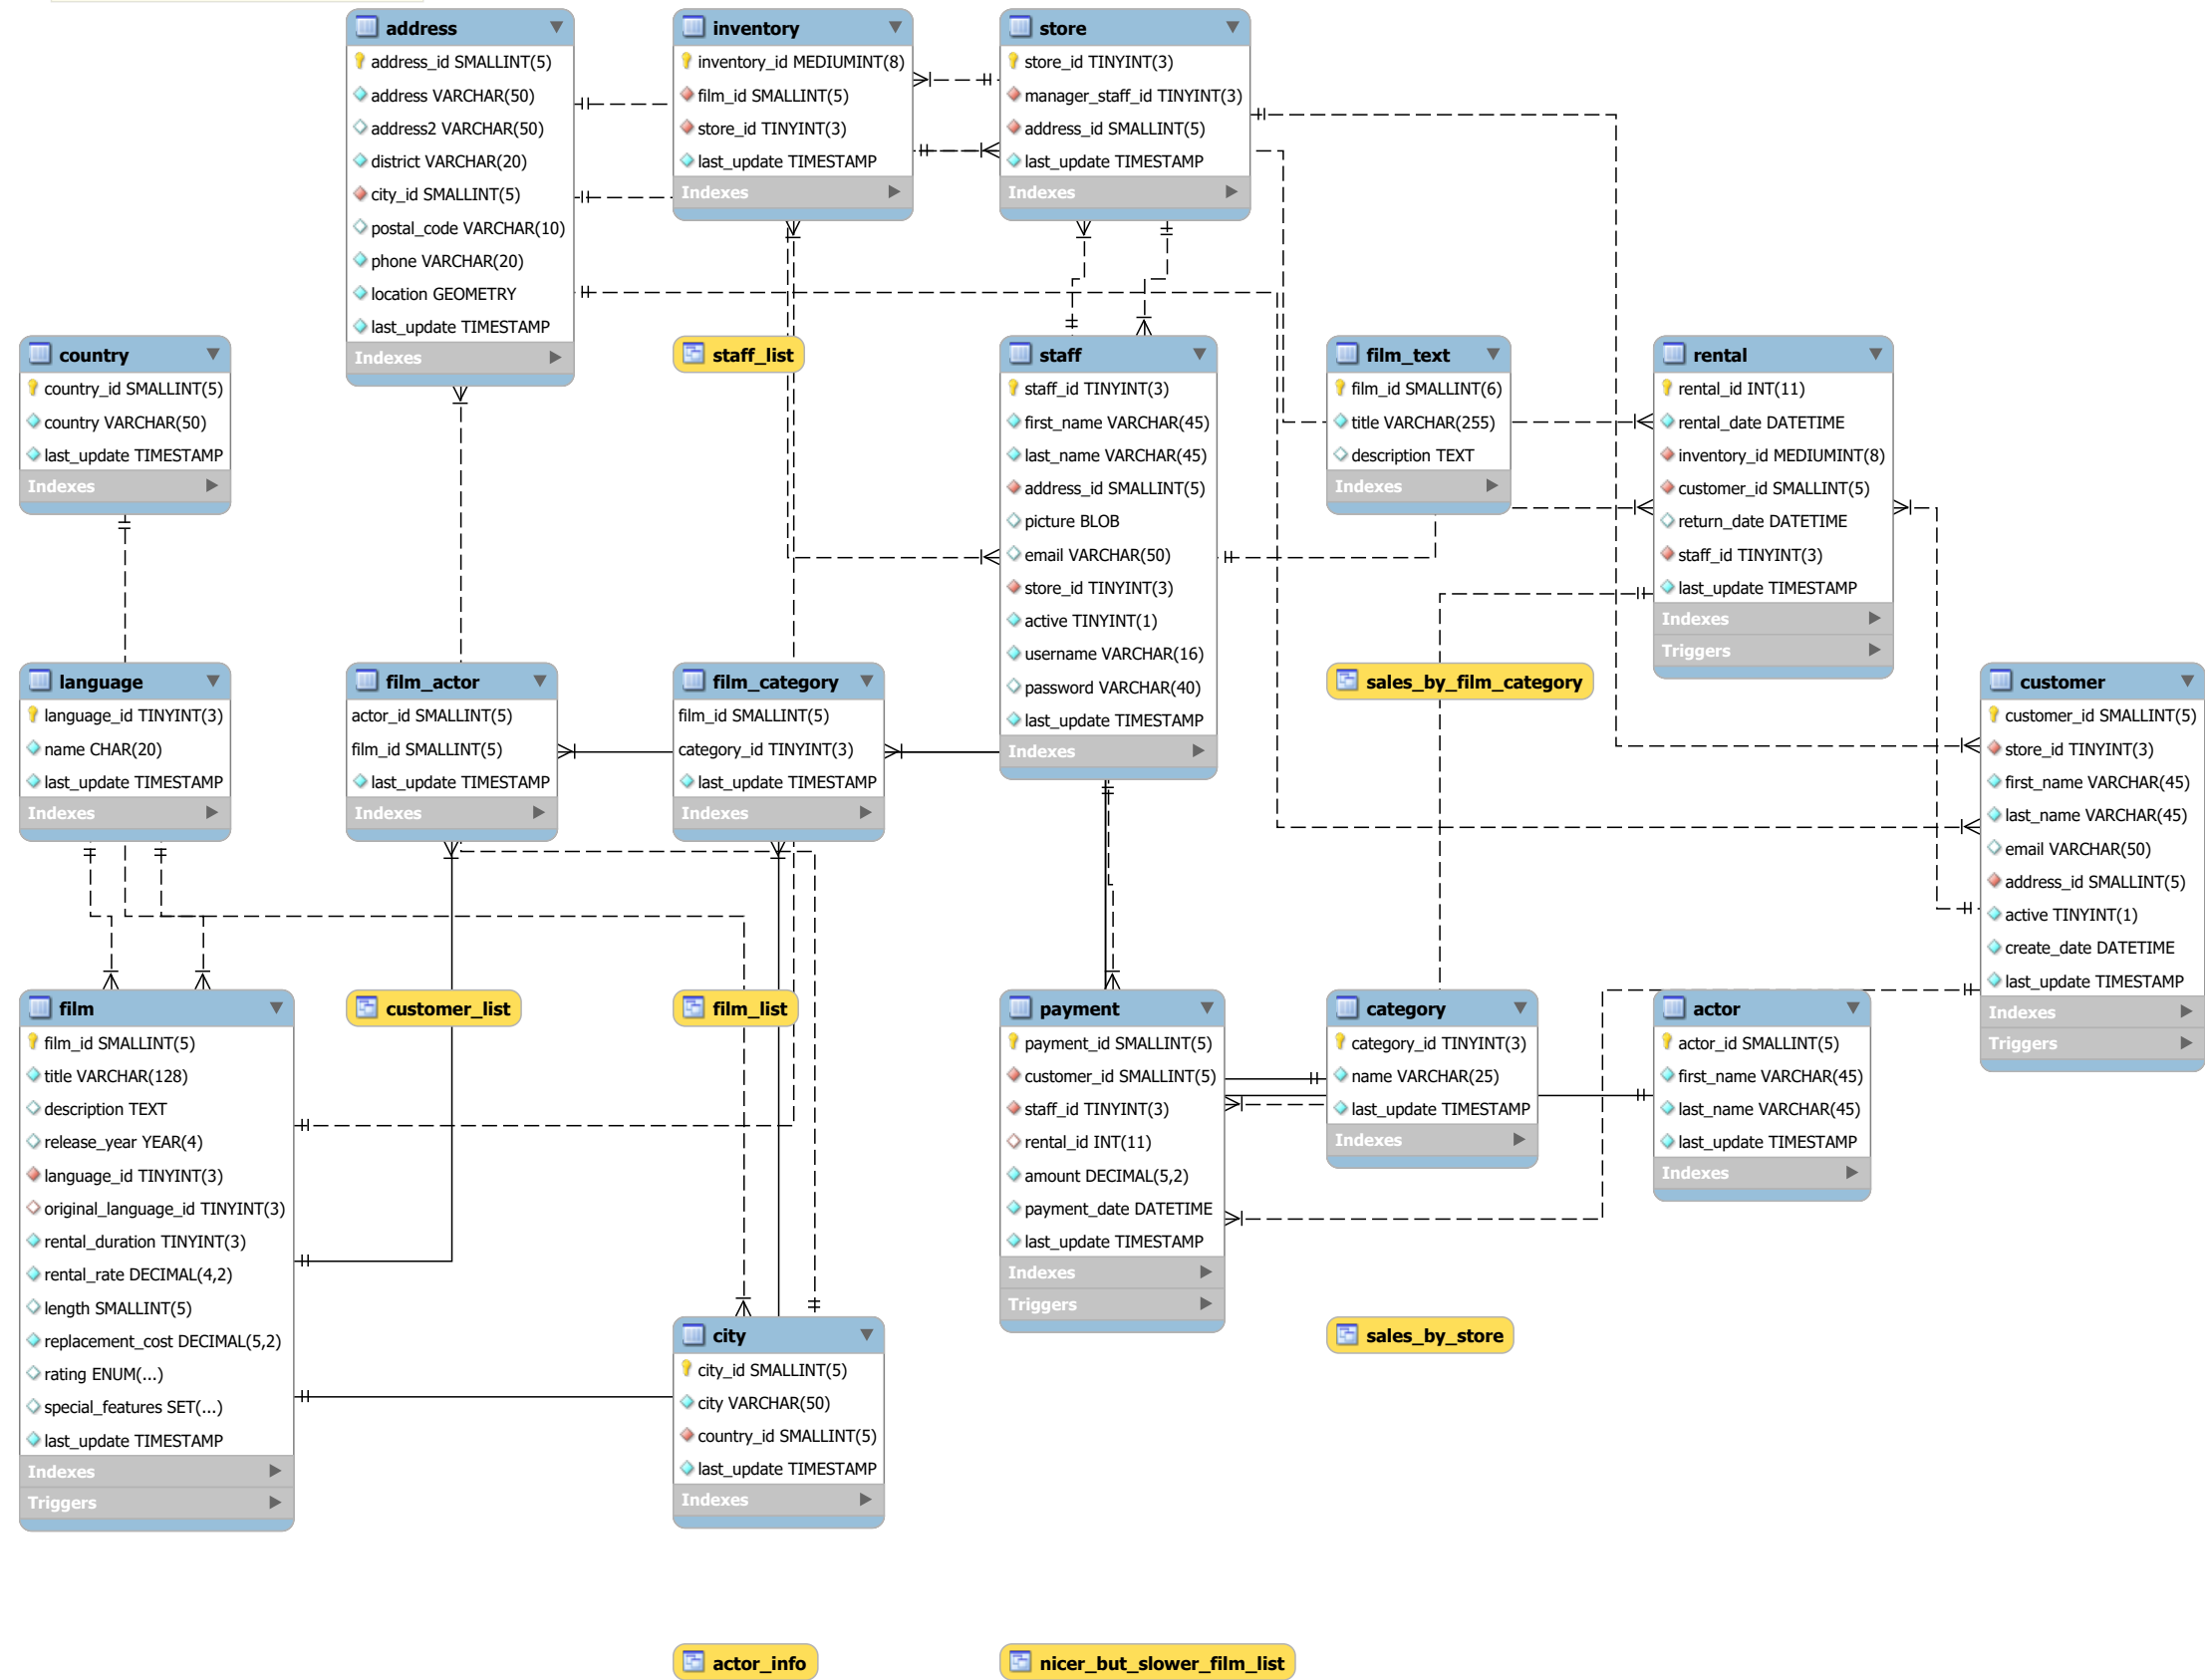 address
address_id SMALLINT(5)
address VARCHAR(50)
address2 VARCHAR(50)
district VARCHAR(20)
city_id SMALLINT(5)
postal_code VARCHAR(10)
phone VARCHAR(20)
location GEOMETRY
last_update TIMESTAMP
Indexes
inventory
inventory_id MEDIUMINT(8)
film_id SMALLINT(5)
store_id TINYINT(3)
last_update TIMESTAMP
Indexes
store
store_id TINYINT(3)
manager_staff_id TINYINT(3)
address_id SMALLINT(5)
last_update TIMESTAMP
Indexes
country
country_id SMALLINT(5)
country VARCHAR(50)
last_update TIMESTAMP
Indexes
staff_list
staff
staff_id TINYINT(3)
first_name VARCHAR(45)
last_name VARCHAR(45)
address_id SMALLINT(5)
picture BLOB
email VARCHAR(50)
store_id TINYINT(3)
active TINYINT(1)
username VARCHAR(16)
password VARCHAR(40)
last_update TIMESTAMP
Indexes
film_text
film_id SMALLINT(6)
title VARCHAR(255)
description TEXT
Indexes
rental
rental_id INT(11)
rental_date DATETIME
inventory_id MEDIUMINT(8)
customer_id SMALLINT(5)
return_date DATETIME
staff_id TINYINT(3)
last_update TIMESTAMP
Indexes
Triggers
language
language_id TINYINT(3)
name CHAR(20)
last_update TIMESTAMP
Indexes
film_actor
actor_id SMALLINT(5)
film_id SMALLINT(5)
last_update TIMESTAMP
Indexes
film_category
film_id SMALLINT(5)
category_id TINYINT(3)
last_update TIMESTAMP
Indexes
sales_by_film_category
customer
customer_id SMALLINT(5)
store_id TINYINT(3)
first_name VARCHAR(45)
last_name VARCHAR(45)
email VARCHAR(50)
address_id SMALLINT(5)
active TINYINT(1)
create_date DATETIME
last_update TIMESTAMP
Indexes
Triggers
film
film_id SMALLINT(5)
title VARCHAR(128)
description TEXT
release_year YEAR(4)
language_id TINYINT(3)
original_language_id TINYINT(3)
rental_duration TINYINT(3)
rental_rate DECIMAL(4,2)
length SMALLINT(5)
replacement_cost DECIMAL(5,2)
rating ENUM(...)
special_features SET(...)
last_update TIMESTAMP
Indexes
Triggers
customer_list
film_list
payment
payment_id SMALLINT(5)
customer_id SMALLINT(5)
staff_id TINYINT(3)
rental_id INT(11)
amount DECIMAL(5,2)
payment_date DATETIME
last_update TIMESTAMP
Indexes
Triggers
category
category_id TINYINT(3)
name VARCHAR(25)
last_update TIMESTAMP
Indexes
actor
actor_id SMALLINT(5)
first_name VARCHAR(45)
last_name VARCHAR(45)
last_update TIMESTAMP
Indexes
city
city_id SMALLINT(5)
city VARCHAR(50)
country_id SMALLINT(5)
last_update TIMESTAMP
Indexes
sales_by_store
actor_info
nicer_but_slower_film_list